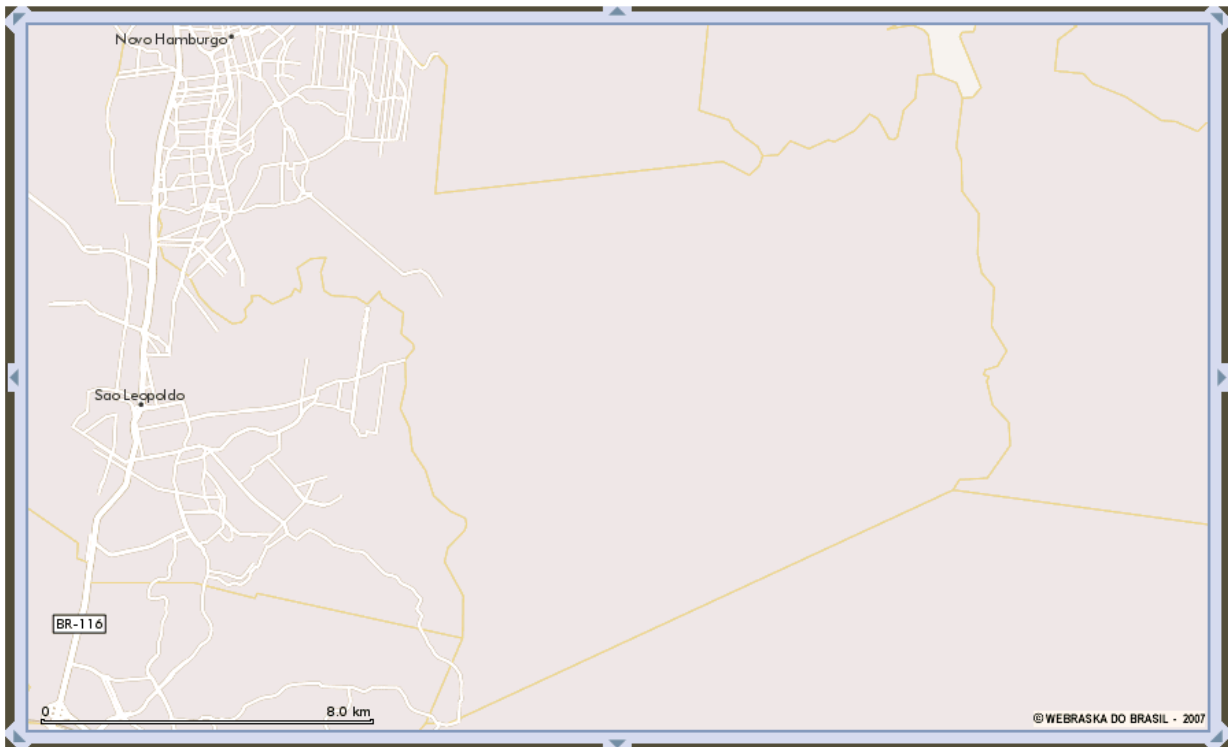 Novo Hamburgo
Sao Leopoldo
BR-116
0
8.0 km
© WEBRASKA DO BRASIL - 2007